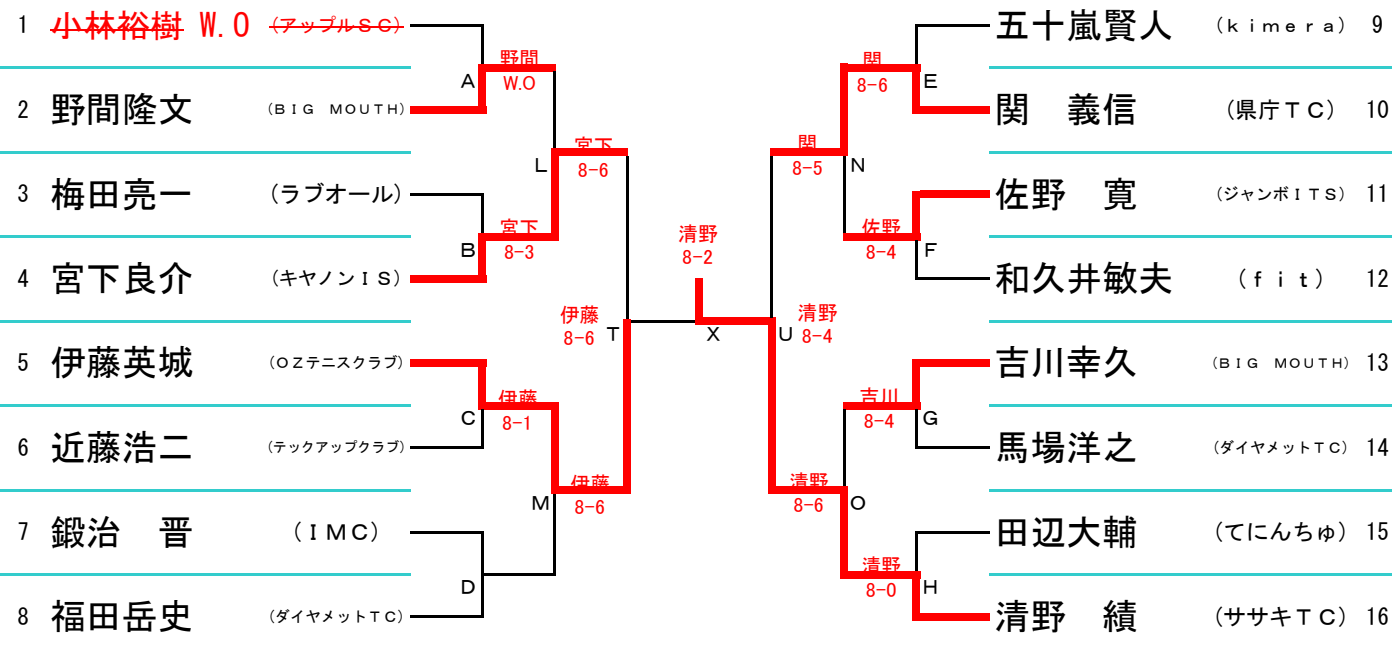 1 小林裕樹 W.O (アップルSC)
2 野間隆文 (BIG MOUTH)
3 梅田亮一 (ラブオール)
4 宮下良介 (キヤノンIS)
5 伊藤英城 (OZテニスクラブ)
6 近藤浩二 (テックアップクラブ)
7 鍛治 晋 (IMC)
8 福田岳史 (ダイヤメットTC)
A
野間
W.O
B
宮下
8-3
C
伊藤
8-1
D
L
宮下
8-6
M
伊藤
8-6
伊藤
8-6 T
清野
8-2
X
清野
U 8-4
関
8-5
N
清野
8-6
O
関
8-6
E
佐野
8-4
F
吉川
8-4
G
清野
8-0
H
五十嵐賢人 (kimera) 9
関 義信 (県庁TC) 10
佐野 寛 (ジャンボITS) 11
和久井敏夫 (fit) 12
吉川幸久 (BIG MOUTH) 13
馬場洋之 (ダイヤメットTC) 14
田辺大輔 (てにんちゅ) 15
清野 績 (ササキTC) 16